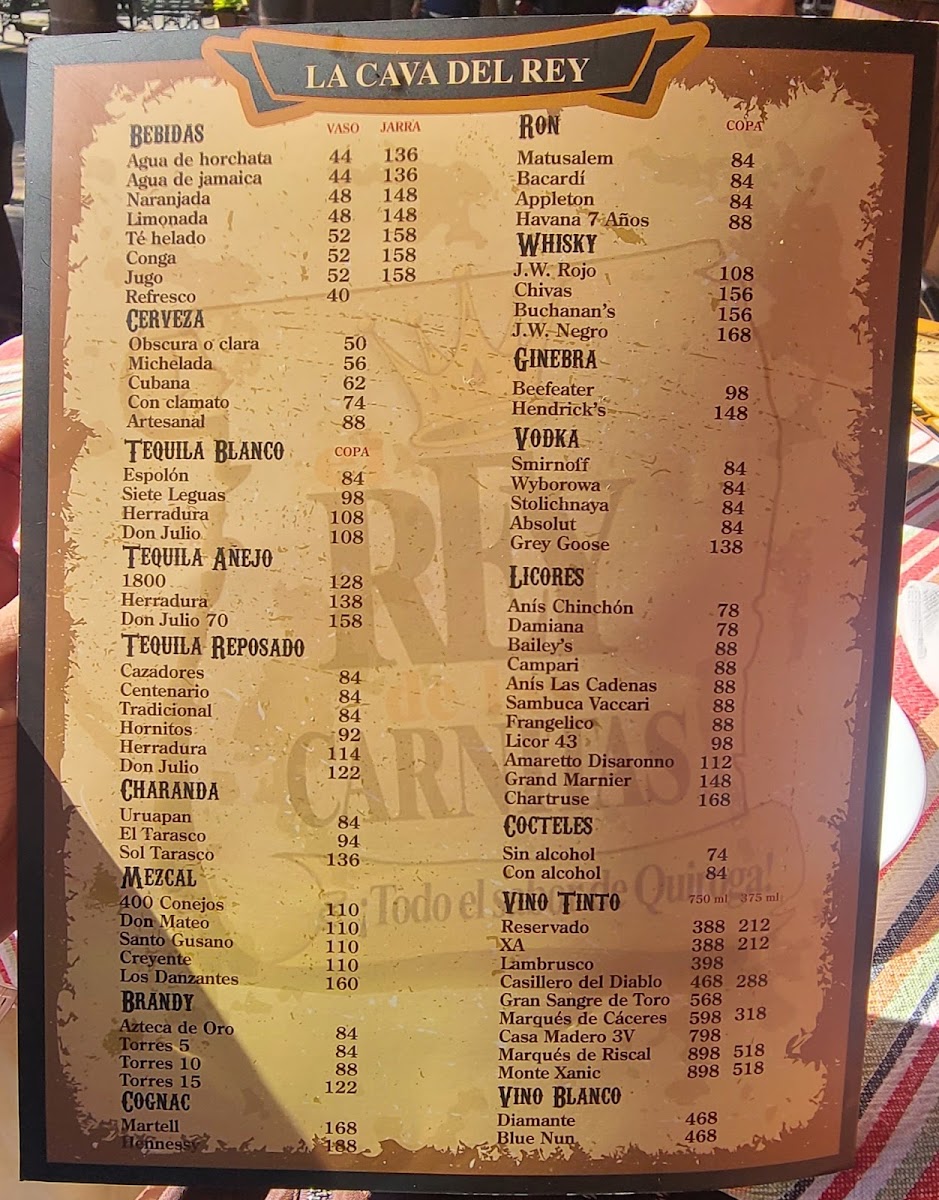 LA CAVA DEL REY
BEBIDAS VASO JARRA
Agua de horchata 44 136
Agua de jamaica 44 136
Naranjada 48 148
Limonada 48 148
Té helado 52 158
Conga 52 158
Jugo 52 158
Refresco 40
CERVEZA
Obscura o clara 50
Michelada 56
Cubana 62
Con clamato 74
Artesanal 88
TEQUILA BLANCO COPA
Espolón 84
Siete Leguas 98
Herradura 108
Don Julio 108
TEQUILA AÑEJO
1800 128
Herradura 138
Don Julio 70 158
TEQUILA REPOSADO
Cazadores 84
Centenario 84
Tradicional 84
Hornitos 92
Herradura 114
Don Julio 122
CHARANDA
Uruapan 84
El Tarasco 94
Sol Tarasco 136
MEZCAL
400 Conejos 110
Don Mateo 110
Santo Gusano 110
Creyente 110
Los Danzantes 160
BRANDY
Azteca de Oro 84
Torres 5 84
Torres 10 88
Torres 15 122
COGNAC
Martell 168
Hennessy 188
RON COPA
Matusalem 84
Bacardí 84
Appleton 84
Havana 7 Años 88
WHISKY
J.W. Rojo 108
Chivas 156
Buchanan's 156
J.W. Negro 168
GINEBRA
Beefeater 98
Hendrick's 148
VODKA
Smirnoff 84
Wyborowa 84
Stolichnaya 84
Absolut 84
Grey Goose 138
LICORES
Anís Chinchón 78
Damiana 78
Bailey's 88
Campari 88
Anís Las Cadenas 88
Sambuca Vaccari 88
Frangelico 88
Licor 43 98
Amaretto Disaronno 112
Grand Marnier 148
Chartruse 168
COCTELES
Sin alcohol 74
Con alcohol 84
VINO TINTO 750 ml 375 ml
Reservado 388 212
XA 388 212
Lambrusco 398
Casillero del Diablo 468 288
Gran Sangre de Toro 568
Marqués de Cáceres 598 318
Casa Madero 3V 798
Marqués de Riscal 898 518
Monte Xanic 898 518
VINO BLANCO
Diamante 468
Blue Nun 468
el
REY
de
CARNITAS
¡Todo el sabor de Quiroga!